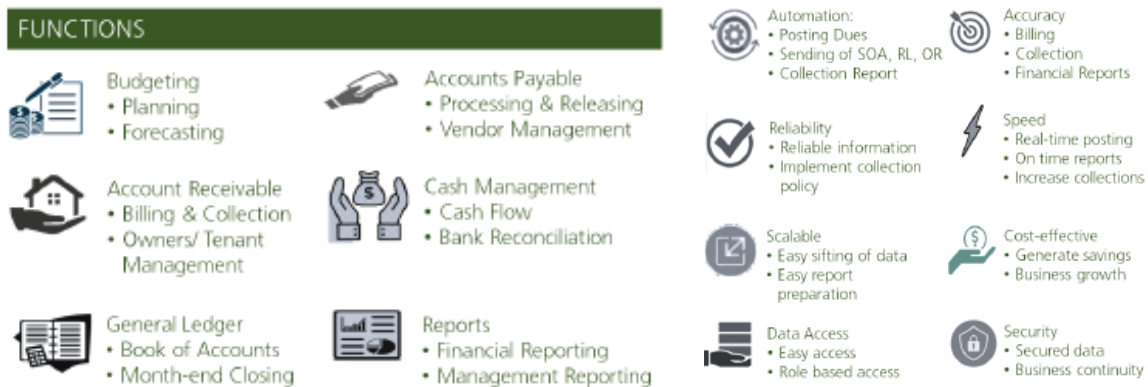 FUNCTIONS
Budgeting
• Planning
• Forecasting
Accounts Payable
• Processing & Releasing
• Vendor Management
Account Receivable
• Billing & Collection
• Owners/ Tenant
Management
Cash Management
• Cash Flow
• Bank Reconciliation
General Ledger
• Book of Accounts
• Month-end Closing
Reports
• Financial Reporting
• Management Reporting
Automation:
• Posting Dues
• Sending of SOA, RL, OR
• Collection Report
Accuracy
• Billing
• Collection
• Financial Reports
Reliability
• Reliable information
• Implement collection
policy
Speed
• Real-time posting
• On time reports
• Increase collections
Scalable
• Easy sifting of data
• Easy report
preparation
Cost-effective
• Generate savings
• Business growth
Data Access
• Easy access
• Role based access
Security
• Secured data
• Business continuity